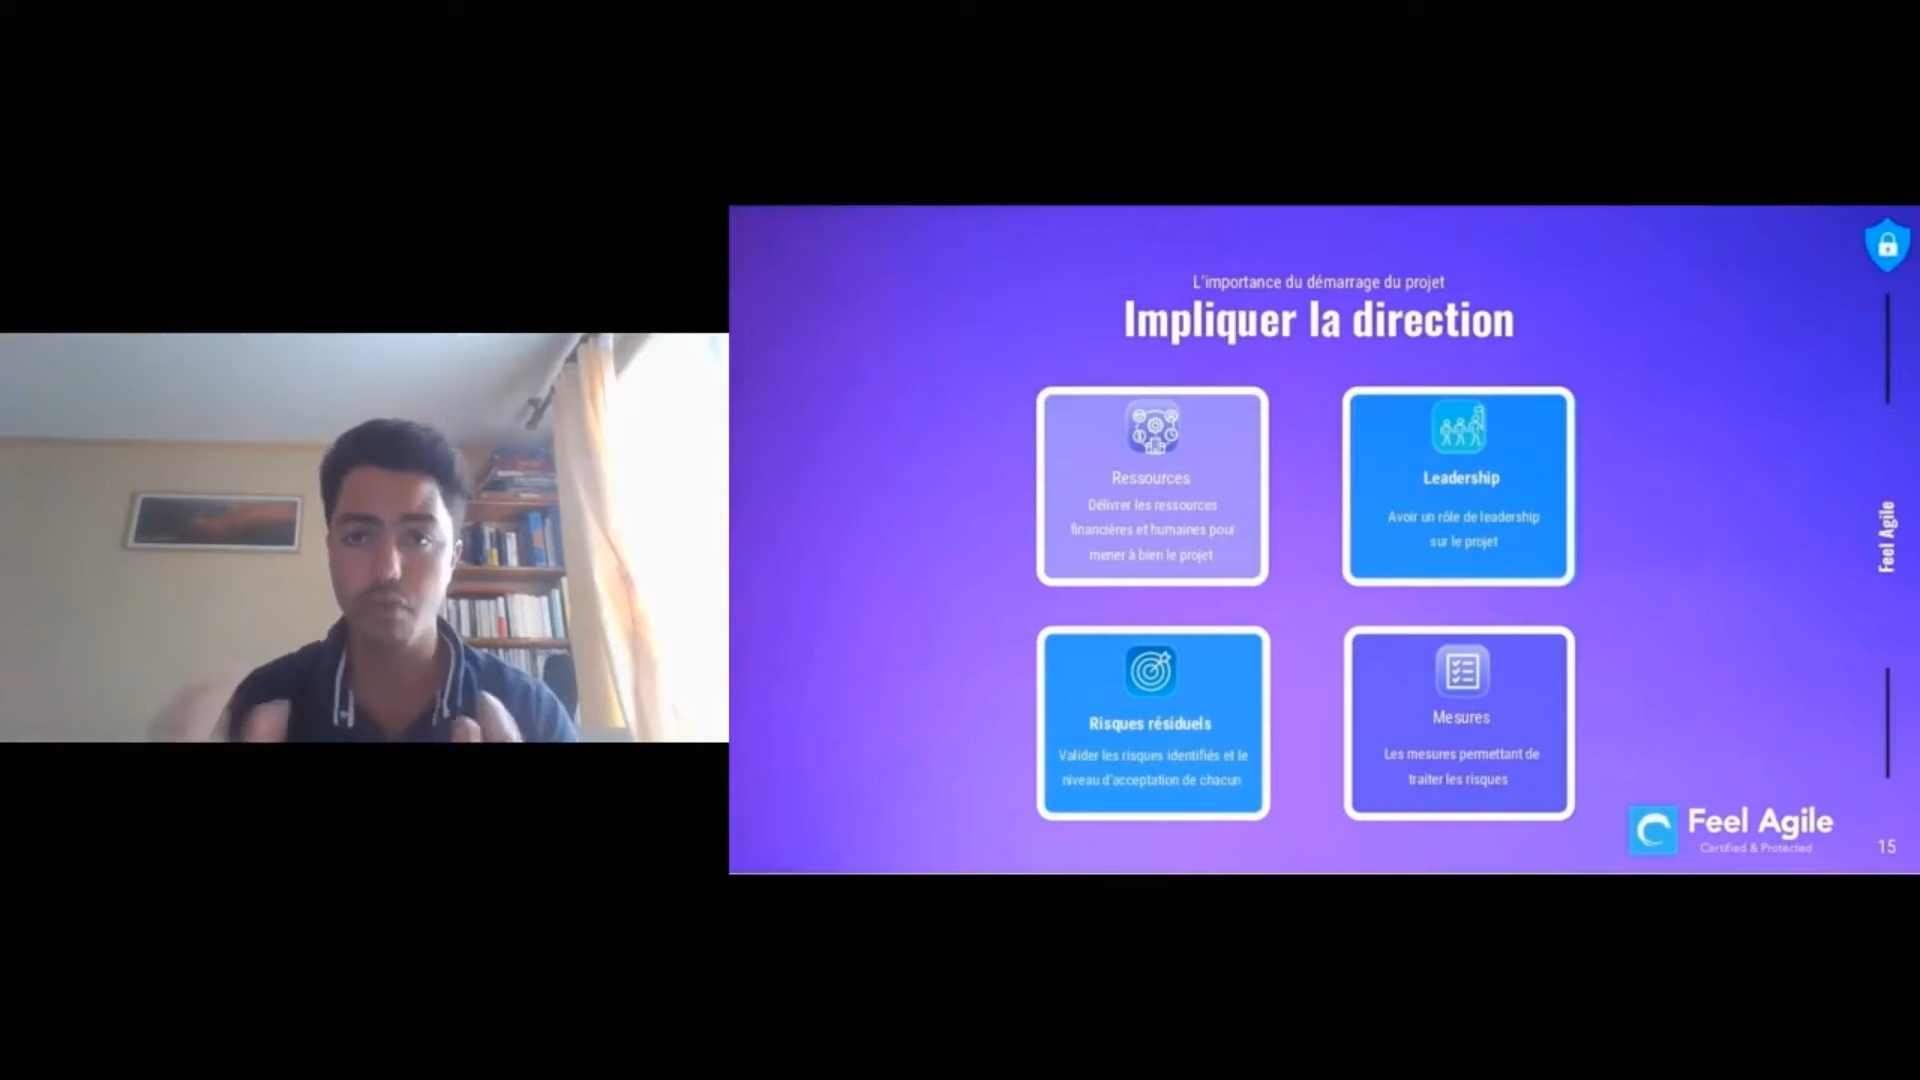 L'importance du démarrage du projet
Impliquer la direction
Ressources
Délivrer les ressources
financières et humaines pour
mener à bien le projet
Leadership
Avoir un rôle de leadership
sur le projet
Risques résiduels
Valider les risques identifiés et le
niveau d'acceptation de chacun
Mesures
Les mesures permettant de
traiter les risques
Feel Agile
Feel Agile
Certified & Protected
15